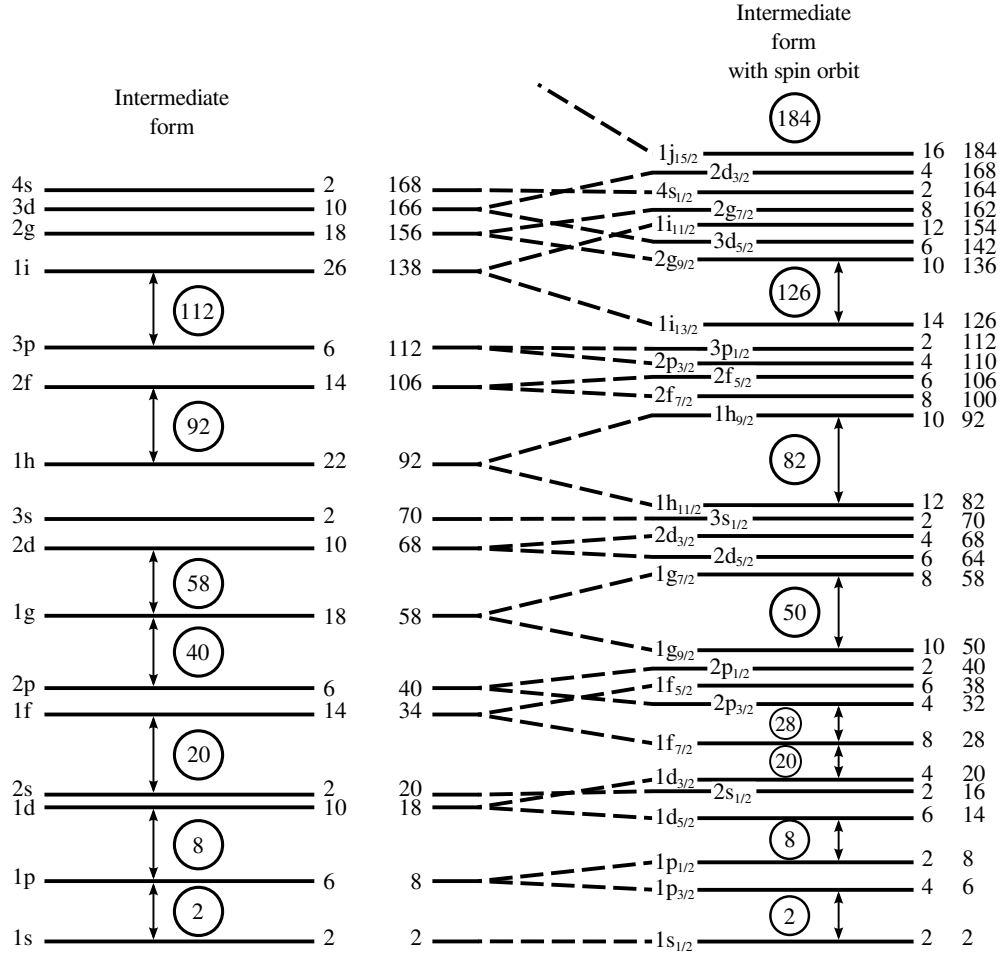 Intermediate
form
with spin orbit
Intermediate
form
184
1j15/2 16 184
2d3/2 4 168
4s 2 168 4s1/2 2 164
3d 10 166 2g7/2 8 162
1i11/2 12 154
2g 18 156 3d5/2 6 142
2g9/2 10 136
1i 26 138
126
112
1i13/2 14 126
3p 6 112 3p1/2 2 112
2p3/2 4 110
2f 14 106 2f5/2 6 106
2f7/2 8 100
1h9/2 10 92
92
1h 22 92
82
1h11/2 12 82
3s 2 70 3s1/2 2 70
2d3/2 4 68
2d 10 68 2d5/2 6 64
1g7/2 8 58
58
50
1g 18 58
40
1g9/2 10 50
2p1/2 2 40
2p 6 40 1f5/2 6 38
2p3/2 4 32
1f 14 34
28
1f7/2 8 28
20
20
1d3/2 4 20
2s 2 20 2s1/2 2 16
1d 10 18 1d5/2 6 14
8
8
1p1/2 2 8
1p 6 8 1p3/2 4 6
2
2
1s 2 2 1s1/2 2 2